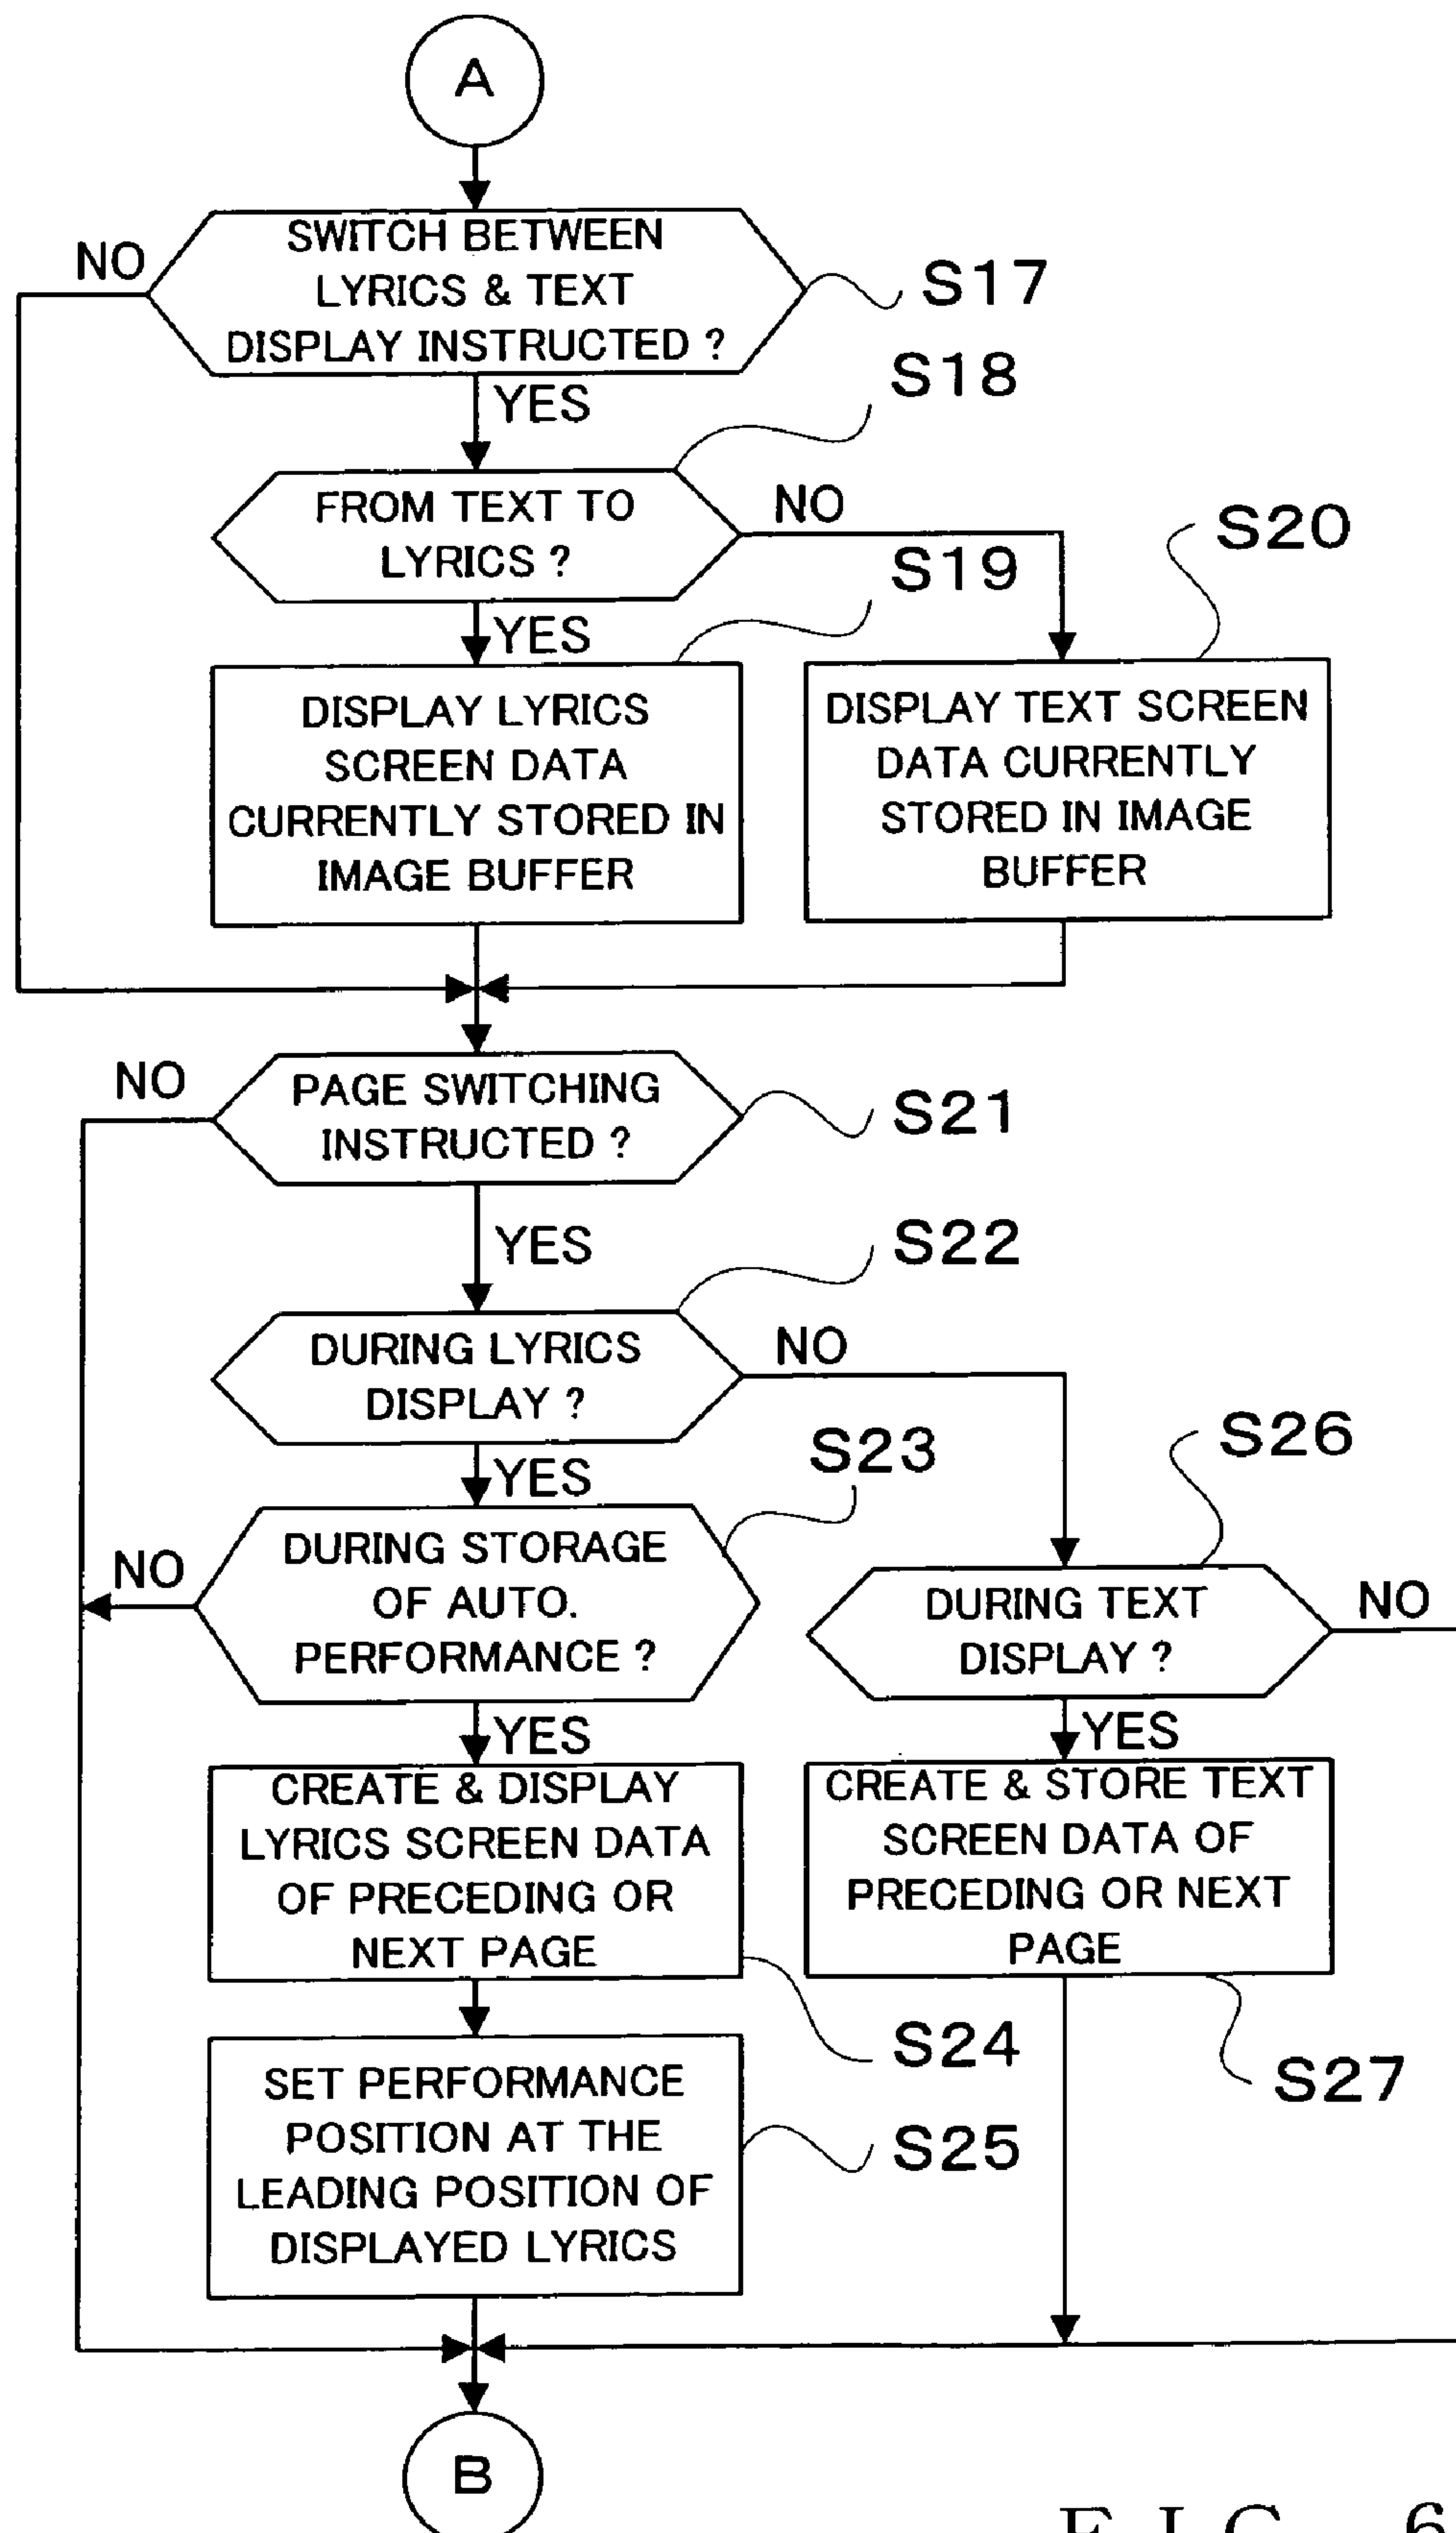 A
SWITCH BETWEEN
LYRICS & TEXT
DISPLAY INSTRUCTED ?
NO
S17
YES
S18
FROM TEXT TO
LYRICS ?
NO
YES
S19
S20
DISPLAY LYRICS
SCREEN DATA
CURRENTLY STORED IN
IMAGE BUFFER
DISPLAY TEXT SCREEN
DATA CURRENTLY
STORED IN IMAGE
BUFFER
NO
PAGE SWITCHING
INSTRUCTED ?
S21
YES
S22
DURING LYRICS
DISPLAY ?
NO
YES
S23
S26
NO
DURING STORAGE
OF AUTO.
PERFORMANCE ?
DURING TEXT
DISPLAY ?
NO
YES
YES
CREATE & DISPLAY
LYRICS SCREEN DATA
OF PRECEDING OR
NEXT PAGE
CREATE & STORE TEXT
SCREEN DATA OF
PRECEDING OR NEXT
PAGE
S24
S27
SET PERFORMANCE
POSITION AT THE
LEADING POSITION OF
DISPLAYED LYRICS
S25
B
FIG. 6